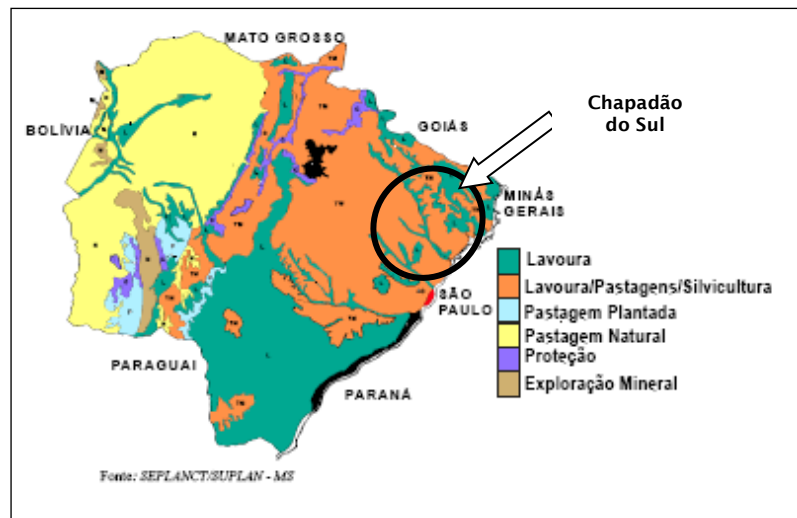 MATO GROSSO
Chapadão
do Sul
BOLÍVIA
GOIÁS
MINÁS
GERAIS
SÃO
PAULO
PARAGUAI
PARANÁ
Lavoura
Lavoura/Pastagens/Silvicultura
Pastagem Plantada
Pastagem Natural
Proteção
Exploração Mineral
Fonte: SEPLANCT/SUPLAN - MS